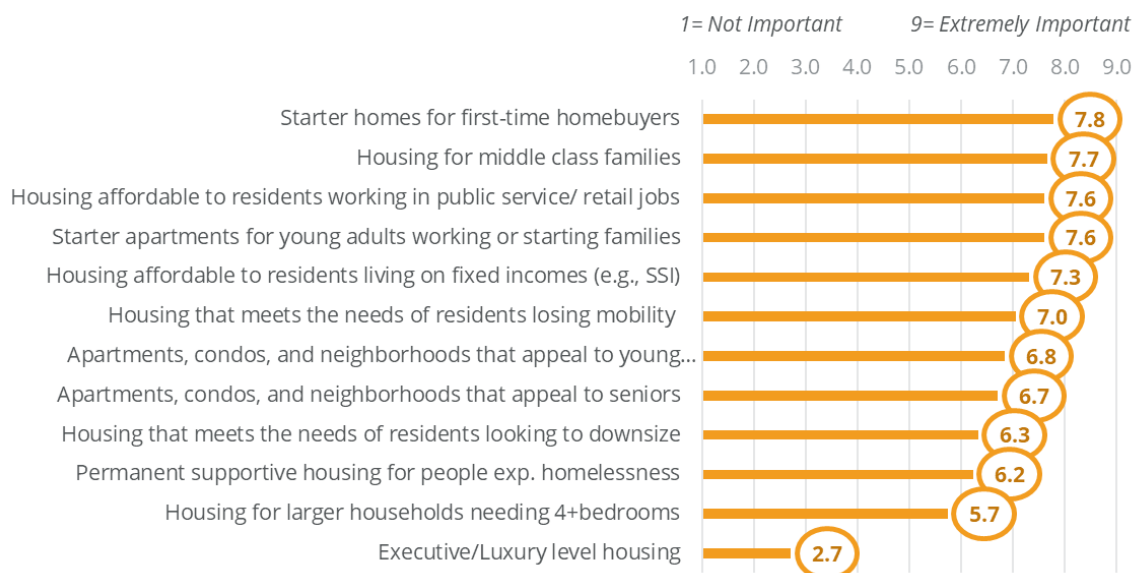 1= Not Important 9= Extremely Important
1.0 2.0 3.0 4.0 5.0 6.0 7.0 8.0 9.0
Starter homes for first-time homebuyers 7.8
Housing for middle class families 7.7
Housing affordable to residents working in public service/ retail jobs 7.6
Starter apartments for young adults working or starting families 7.6
Housing affordable to residents living on fixed incomes (e.g., SSI) 7.3
Housing that meets the needs of residents losing mobility 7.0
Apartments, condos, and neighborhoods that appeal to young... 6.8
Apartments, condos, and neighborhoods that appeal to seniors 6.7
Housing that meets the needs of residents looking to downsize 6.3
Permanent supportive housing for people exp. homelessness 6.2
Housing for larger households needing 4+bedrooms 5.7
Executive/Luxury level housing 2.7